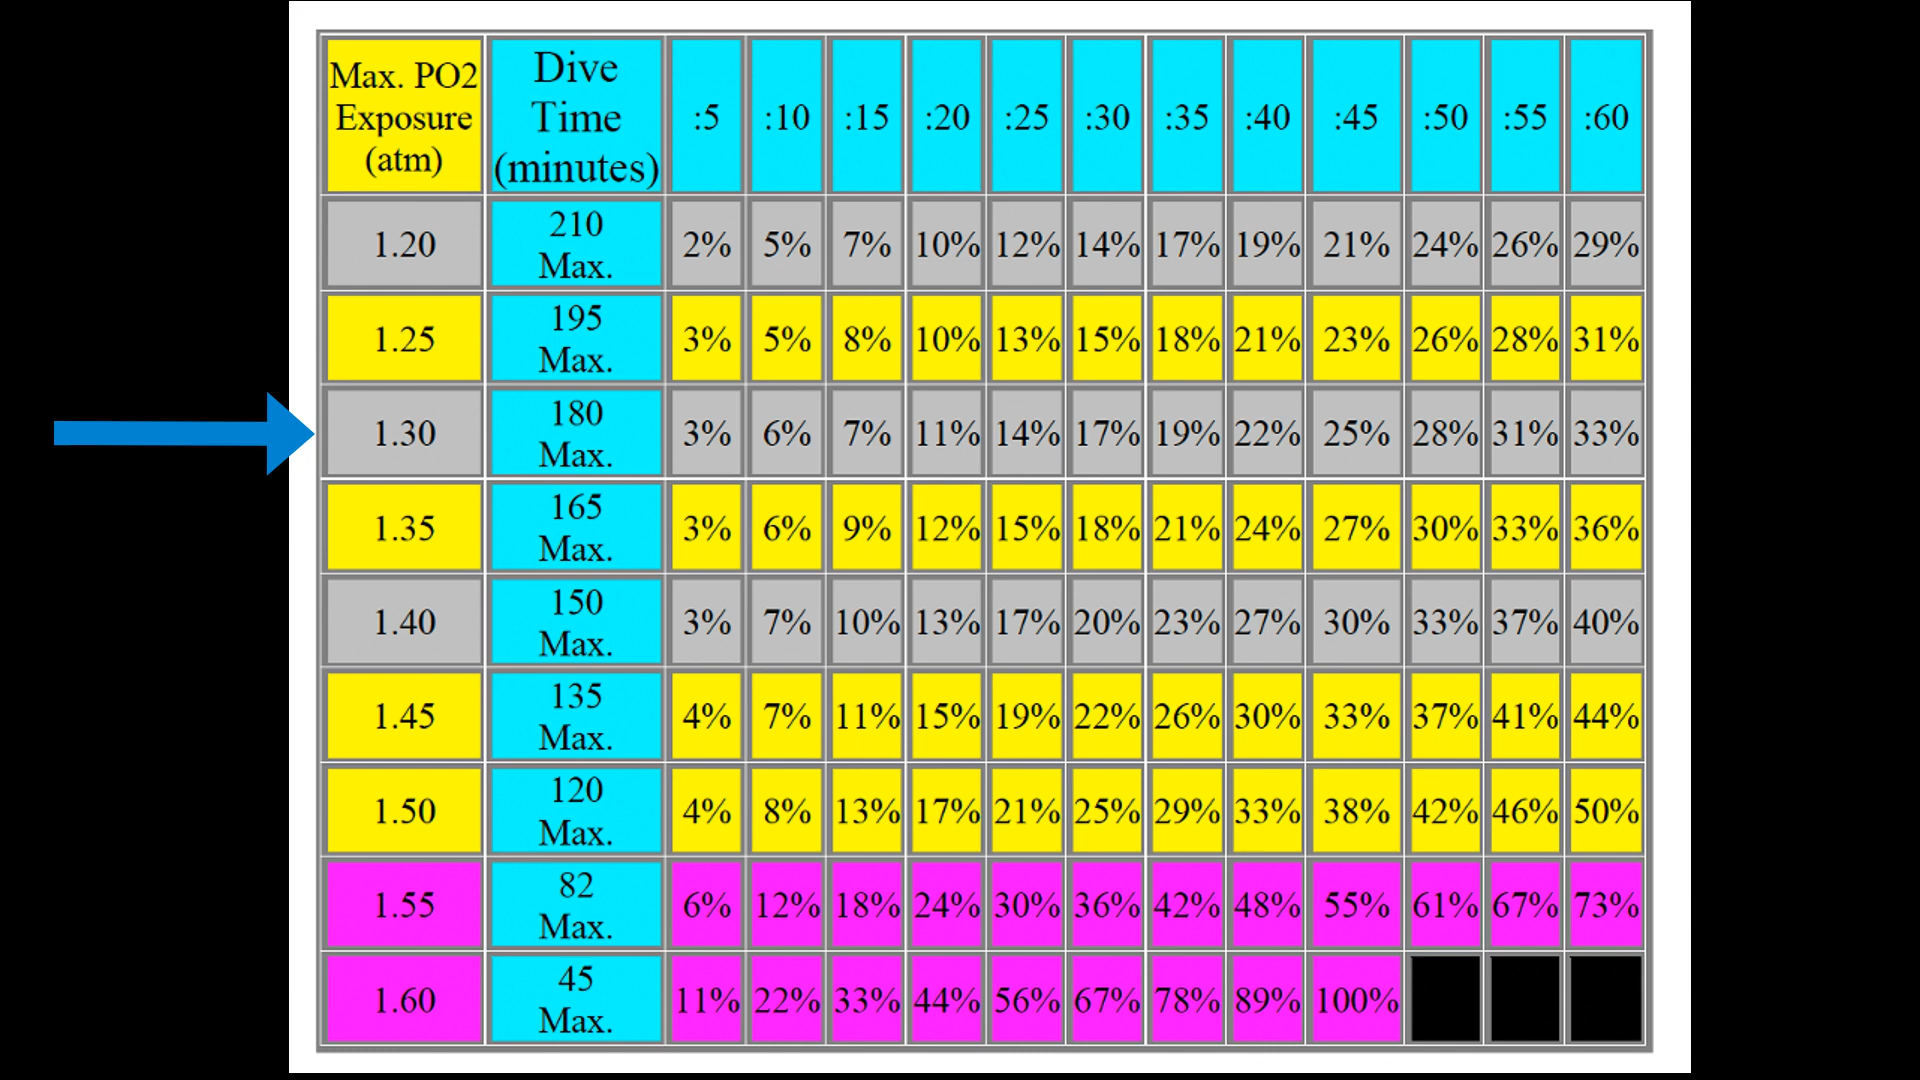 Max. PO2 Exposure (atm) Dive Time (minutes) :5 :10 :15 :20 :25 :30 :35 :40 :45 :50 :55 :60
1.20 210 Max. 2% 5% 7% 10% 12% 14% 17% 19% 21% 24% 26% 29%
1.25 195 Max. 3% 5% 8% 10% 13% 15% 18% 21% 23% 26% 28% 31%
1.30 180 Max. 3% 6% 7% 11% 14% 17% 19% 22% 25% 28% 31% 33%
1.35 165 Max. 3% 6% 9% 12% 15% 18% 21% 24% 27% 30% 33% 36%
1.40 150 Max. 3% 7% 10% 13% 17% 20% 23% 27% 30% 33% 37% 40%
1.45 135 Max. 4% 7% 11% 15% 19% 22% 26% 30% 33% 37% 41% 44%
1.50 120 Max. 4% 8% 13% 17% 21% 25% 29% 33% 38% 42% 46% 50%
1.55 82 Max. 6% 12% 18% 24% 30% 36% 42% 48% 55% 61% 67% 73%
1.60 45 Max. 11% 22% 33% 44% 56% 67% 78% 89% 100%